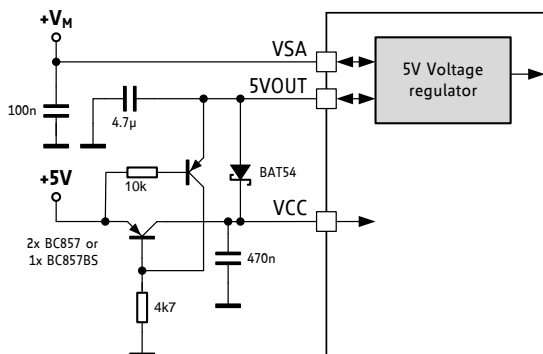 +VM
VSA
5V Voltage
regulator
5VOUT
100n
4.7µ
+5V
10k
BAT54
VCC
2x BC857 or
1x BC857BS
470n
4k7